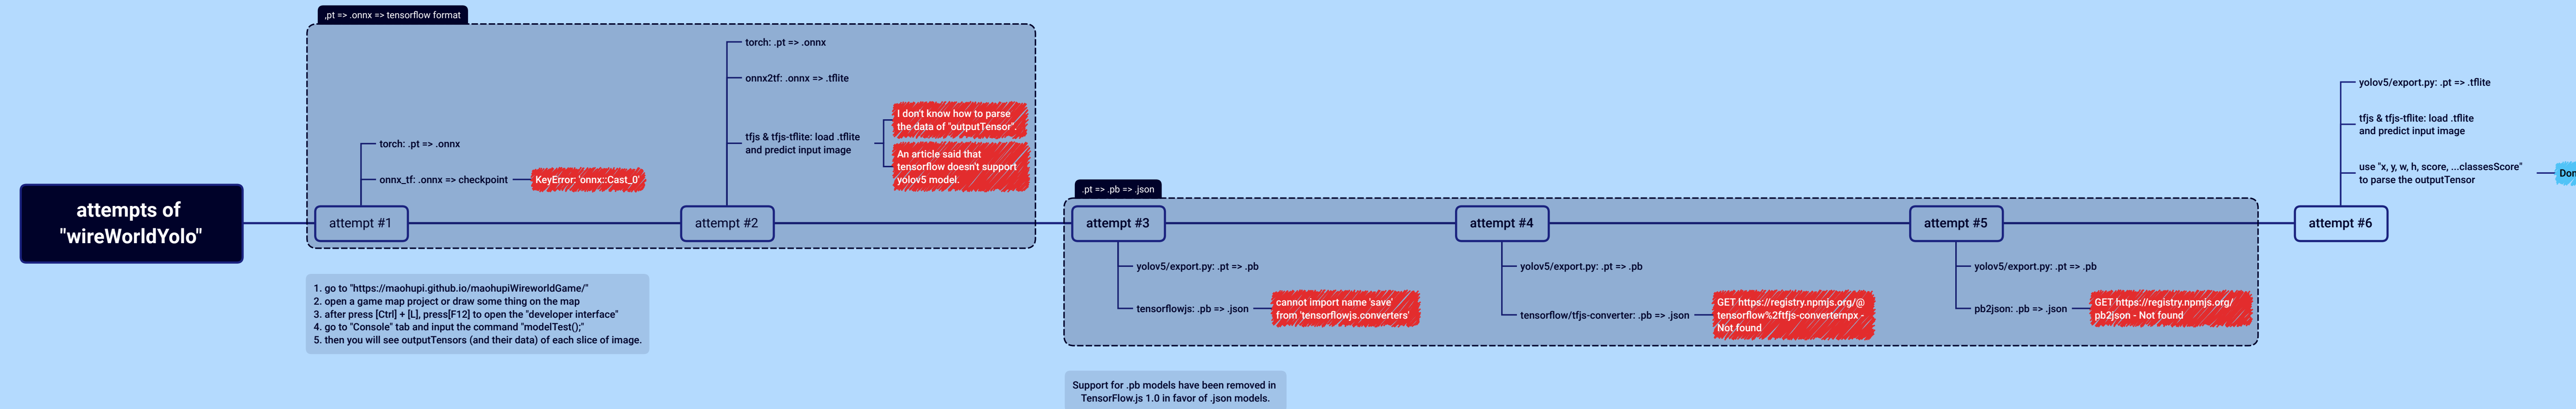 ,pt => .onnx => tensorflow format
torch: .pt => .onnx
onnx2tf: .onnx => .tflite
tfjs & tfjs-tflite: load .tflite
and predict input image
I don't know how to parse
the data of "outputTensor".
An article said that
tensorflow doesn't support
yolov5 model.
torch: .pt => .onnx
onnx_tf: .onnx => checkpoint
KeyError: 'onnx::Cast_0'
attempts of
"wireWorldYolo"
attempt #1
attempt #2
1. go to "https://maohupi.github.io/maohupiWireworldGame/"
2. open a game map project or draw some thing on the map
3. after press [Ctrl] + [L], press[F12] to open the "developer interface"
4. go to "Console" tab and input the command "modelTest();"
5. then you will see outputTensors (and their data) of each slice of image.
.pt => .pb => .json
attempt #3
yolov5/export.py: .pt => .pb
tensorflowjs: .pb => .json
cannot import name 'save'
from 'tensorflowjs.converters'
attempt #4
yolov5/export.py: .pt => .pb
tensorflow/tfjs-converter: .pb => .json
GET https://registry.npmjs.org/@
tensorflow%2ftfjs-converternpx -
Not found
attempt #5
yolov5/export.py: .pt => .pb
pb2json: .pb => .json
GET https://registry.npmjs.org/
pb2json - Not found
Support for .pb models have been removed in
TensorFlow.js 1.0 in favor of .json models.
yolov5/export.py: .pt => .tflite
tfjs & tfjs-tflite: load .tflite
and predict input image
use "x, y, w, h, score, ...classesScore"
to parse the outputTensor
attempt #6